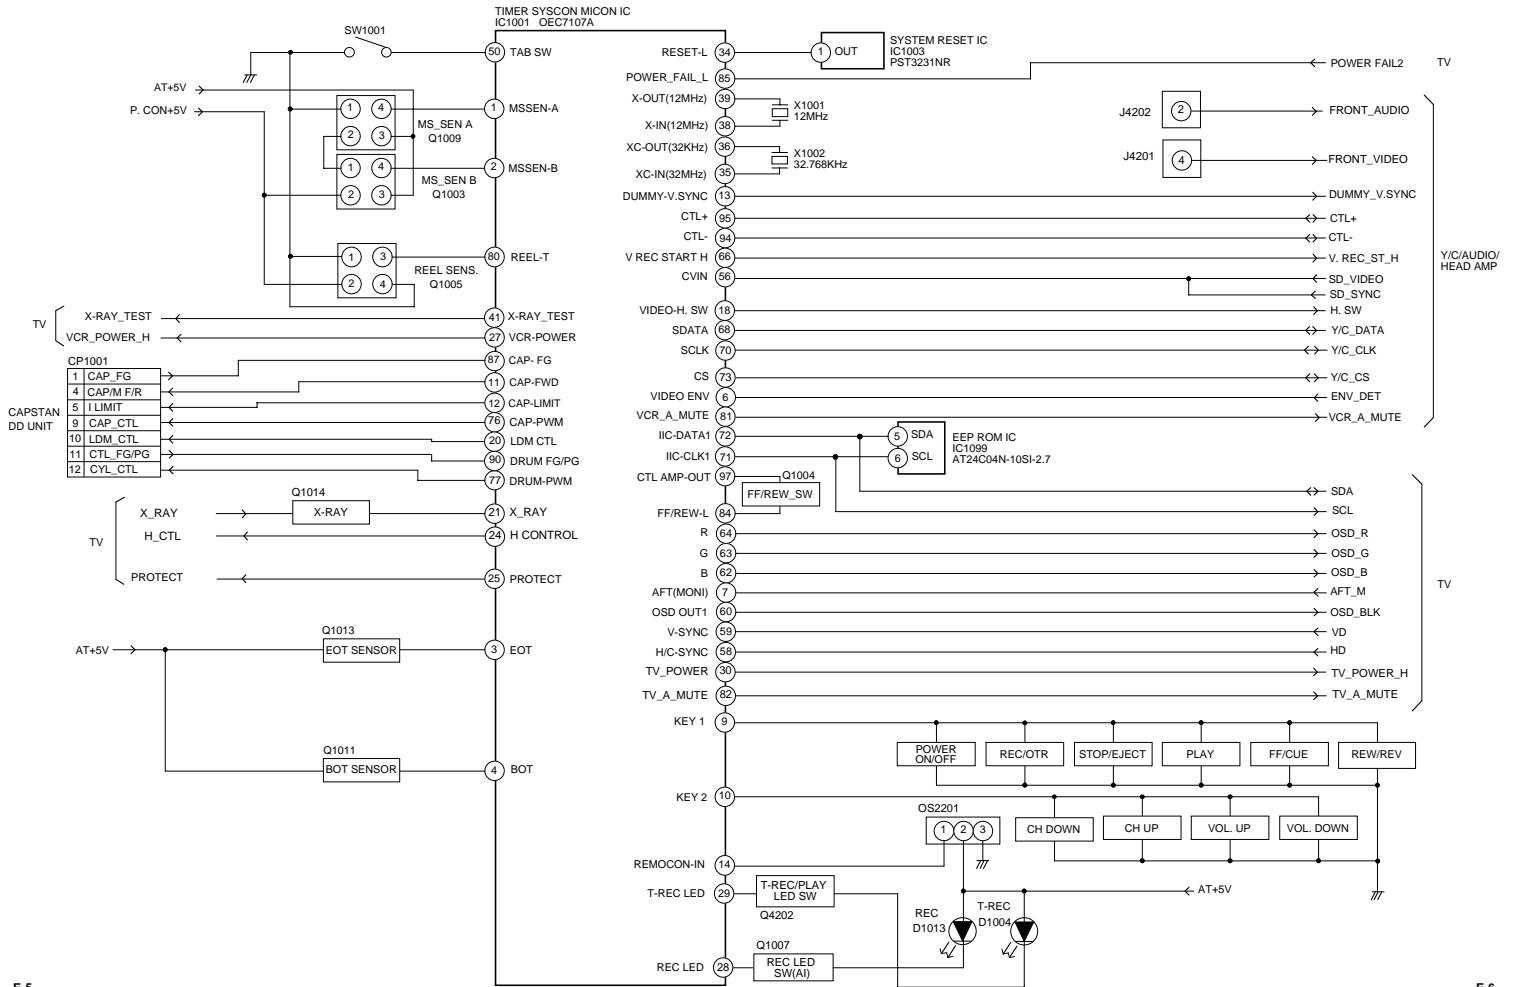 TIMER SYSCON MICON IC
IC1001 OEC7107A
SW1001
50 TAB SW
AT+5V
P. CON+5V
1 4
2 3
MS_SEN A
Q1009
1 MSSEN-A
1 4
2 3
MS_SEN B
Q1003
2 MSSEN-B
1 3
2 4
REEL SENS.
Q1005
80 REEL-T
TV
X-RAY_TEST 41 X-RAY_TEST
VCR_POWER_H 27 VCR-POWER
CP1001
CAPSTAN
DD UNIT
1 CAP_FG 87 CAP- FG
4 CAP/M F/R 11 CAP-FWD
5 I LIMIT 12 CAP-LIMIT
9 CAP_CTL 76 CAP-PWM
10 LDM_CTL 20 LDM CTL
11 CTL_FG/PG 90 DRUM FG/PG
12 CYL_CTL 77 DRUM-PWM
TV
Q1014
X_RAY X-RAY 21 X_RAY
H_CTL 24 H CONTROL
PROTECT 25 PROTECT
Q1013
AT+5V EOT SENSOR 3 EOT
Q1011
BOT SENSOR 4 BOT
RESET-L 34 1 OUT
SYSTEM RESET IC
IC1003
PST3231NR
POWER_FAIL_L 85 POWER FAIL2 TV
X-OUT(12MHz) 39
X-IN(12MHz) 38
X1001
12MHz
XC-OUT(32KHz) 36
XC-IN(32MHz) 35
X1002
32.768KHz
J4202 2 FRONT_AUDIO
J4201 4 FRONT_VIDEO
DUMMY-V.SYNC 13 DUMMY_V.SYNC
CTL+ 95 CTL+
CTL- 94 CTL-
V REC START H 66 V. REC_ST_H
CVIN 56 SD_VIDEO
SD_SYNC
VIDEO-H. SW 18 H. SW
SDATA 68 Y/C_DATA
SCLK 70 Y/C_CLK
CS 73 Y/C_CS
VIDEO ENV 6 ENV_DET
VCR_A_MUTE 81 VCR_A_MUTE
Y/C/AUDIO/
HEAD AMP
IIC-DATA1 72 5 SDA
IIC-CLK1 71 6 SCL
EEP ROM IC
IC1099
AT24C04N-10SI-2.7
CTL AMP-OUT 97 Q1004
FF/REW_SW
FF/REW-L 84
SDA
SCL
R 64 OSD_R
G 63 OSD_G
B 62 OSD_B
AFT(MONI) 7 AFT_M
OSD OUT1 60 OSD_BLK
V-SYNC 59 VD
H/C-SYNC 58 HD
TV_POWER 30 TV_POWER_H
TV_A_MUTE 82 TV_A_MUTE
TV
KEY 1 9
POWER
ON/OFF
REC/OTR
STOP/EJECT
PLAY
FF/CUE
REW/REV
KEY 2 10
OS2201
1 2 3
CH DOWN
CH UP
VOL. UP
VOL. DOWN
REMOCON-IN 14
T-REC LED 29
T-REC/PLAY
LED SW
Q4202
AT+5V
REC
D1013
T-REC
D1004
Q1007
REC LED 28
REC LED
SW(AI)